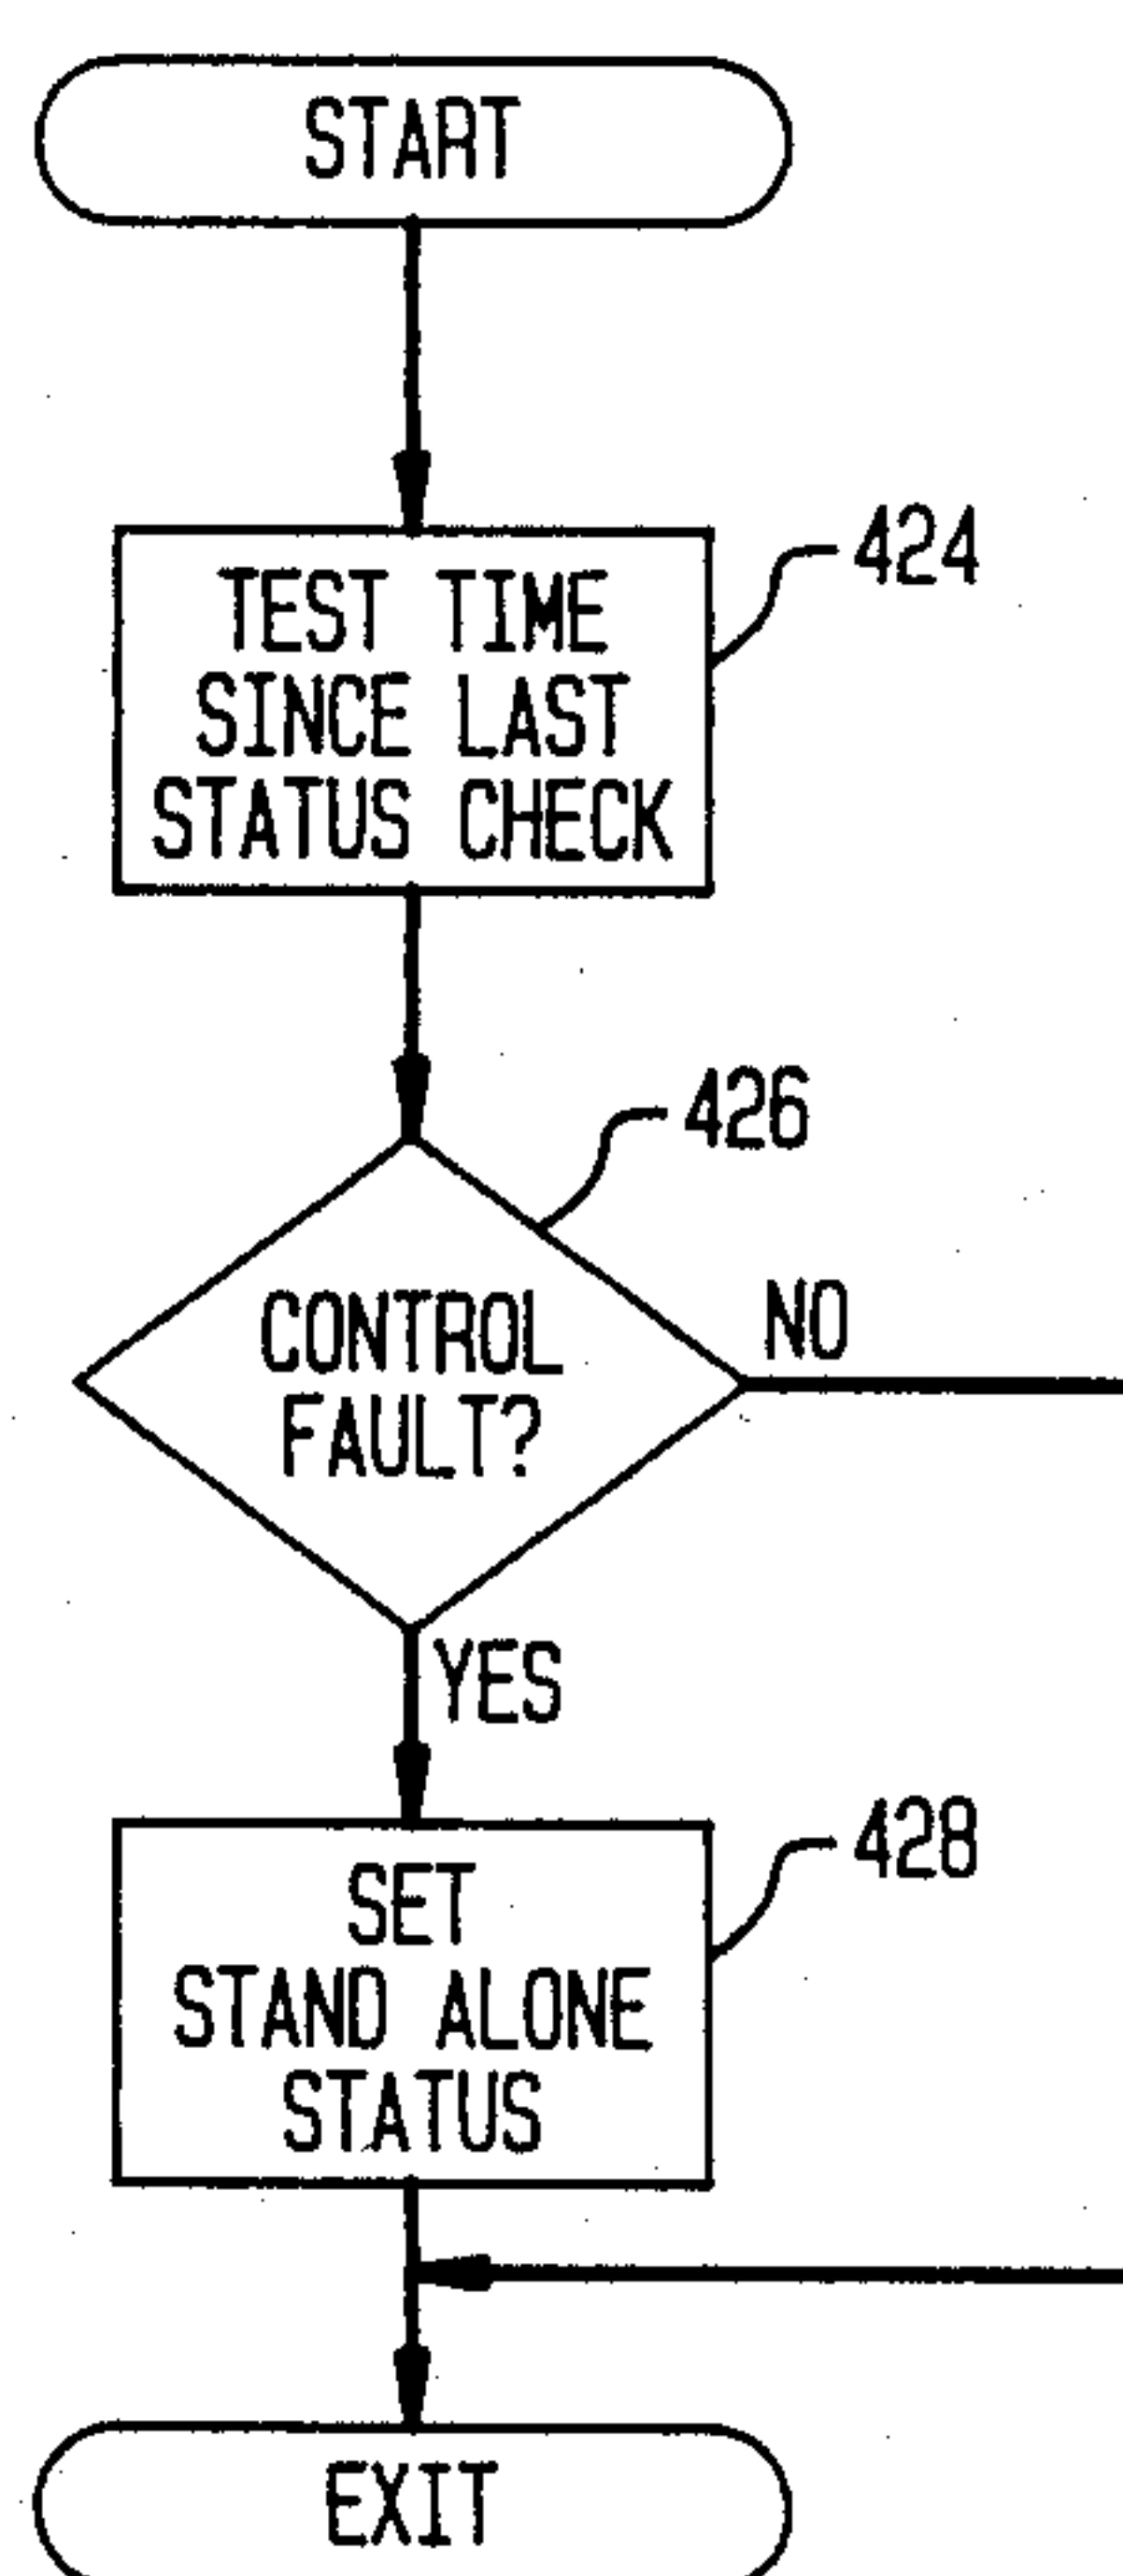 START
TEST TIME
SINCE LAST
STATUS CHECK
424
426
CONTROL
FAULT?
NO
YES
SET
STAND ALONE
STATUS
428
EXIT